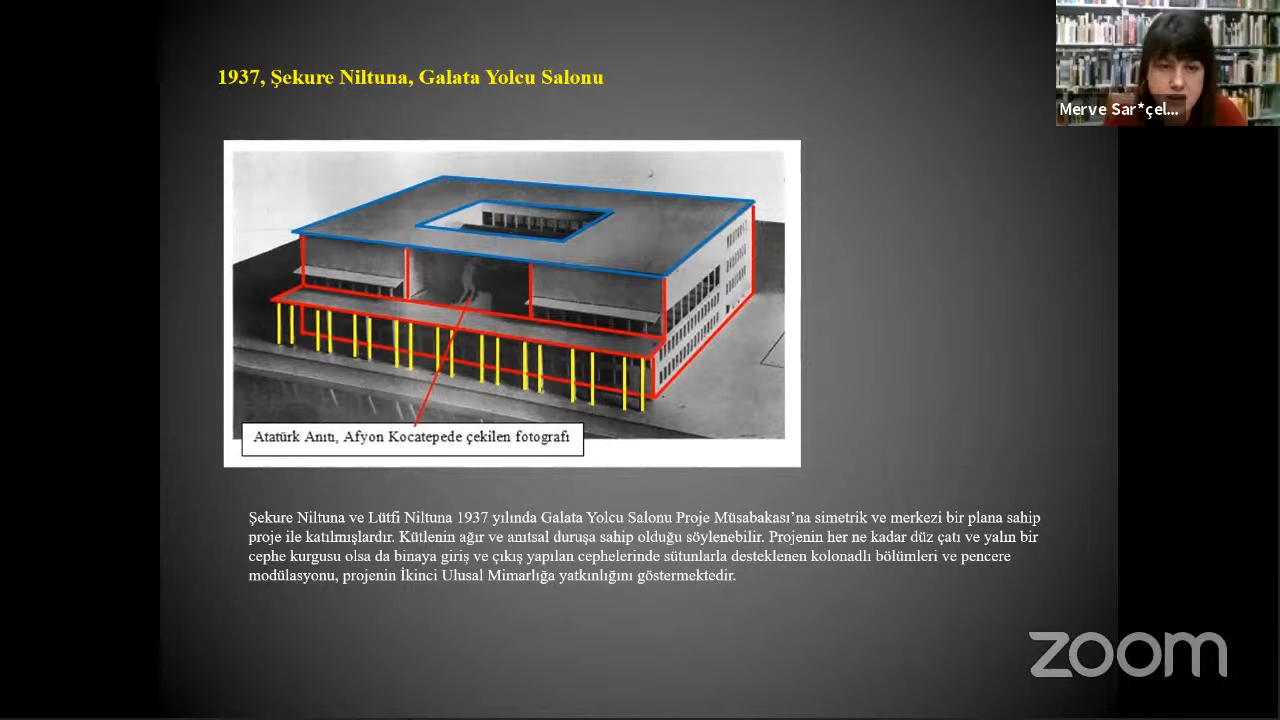 1937, Şekure Niltuna, Galata Yolcu Salonu
Merve Sar*çel...
Atatürk Anıtı, Afyon Kocatepede çekilen fotografı
Şekure Niltuna ve Lütfi Niltuna 1937 yılında Galata Yolcu Salonu Proje Müsabakası’na simetrik ve merkezi bir plana sahip
proje ile katılmışlardır. Kütlenin ağır ve anıtsal duruşa sahip olduğu söylenebilir. Projenin her ne kadar düz çatı ve yalın bir
cephe kurgusu olsa da binaya giriş ve çıkış yapılan cephelerinde sütunlarla desteklenen kolonadlı bölümleri ve pencere
modülasyonu, projenin İkinci Ulusal Mimarlığa yatkınlığını göstermektedir.
zoom